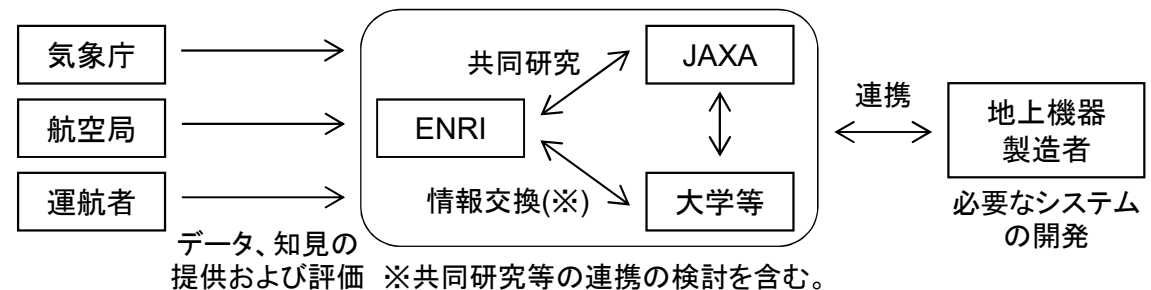 気象庁
航空局
運航者
データ、知見の
提供および評価
共同研究
JAXA
ENRI
情報交換(※)
大学等
※共同研究等の連携の検討を含む。
連携
地上機器
製造者
必要なシステム
の開発